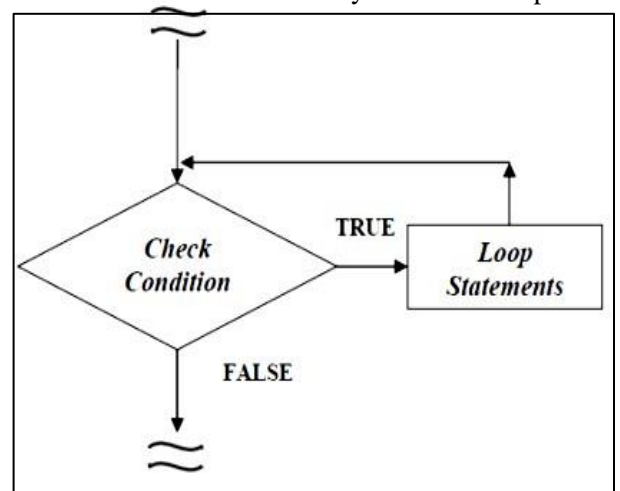 Check
Condition
TRUE
Loop
Statements
FALSE